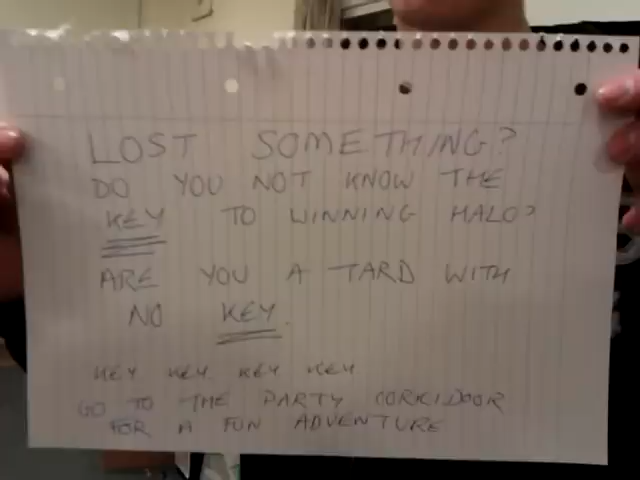 LOST SOMETHING?
DO YOU NOT KNOW THE
KEY TO WINNING HALO?
ARE YOU A TARD WITH
NO KEY.
KEY KEY KEY KEY
GO TO THE PARTY CORRIDOOR
FOR A FUN ADVENTURE